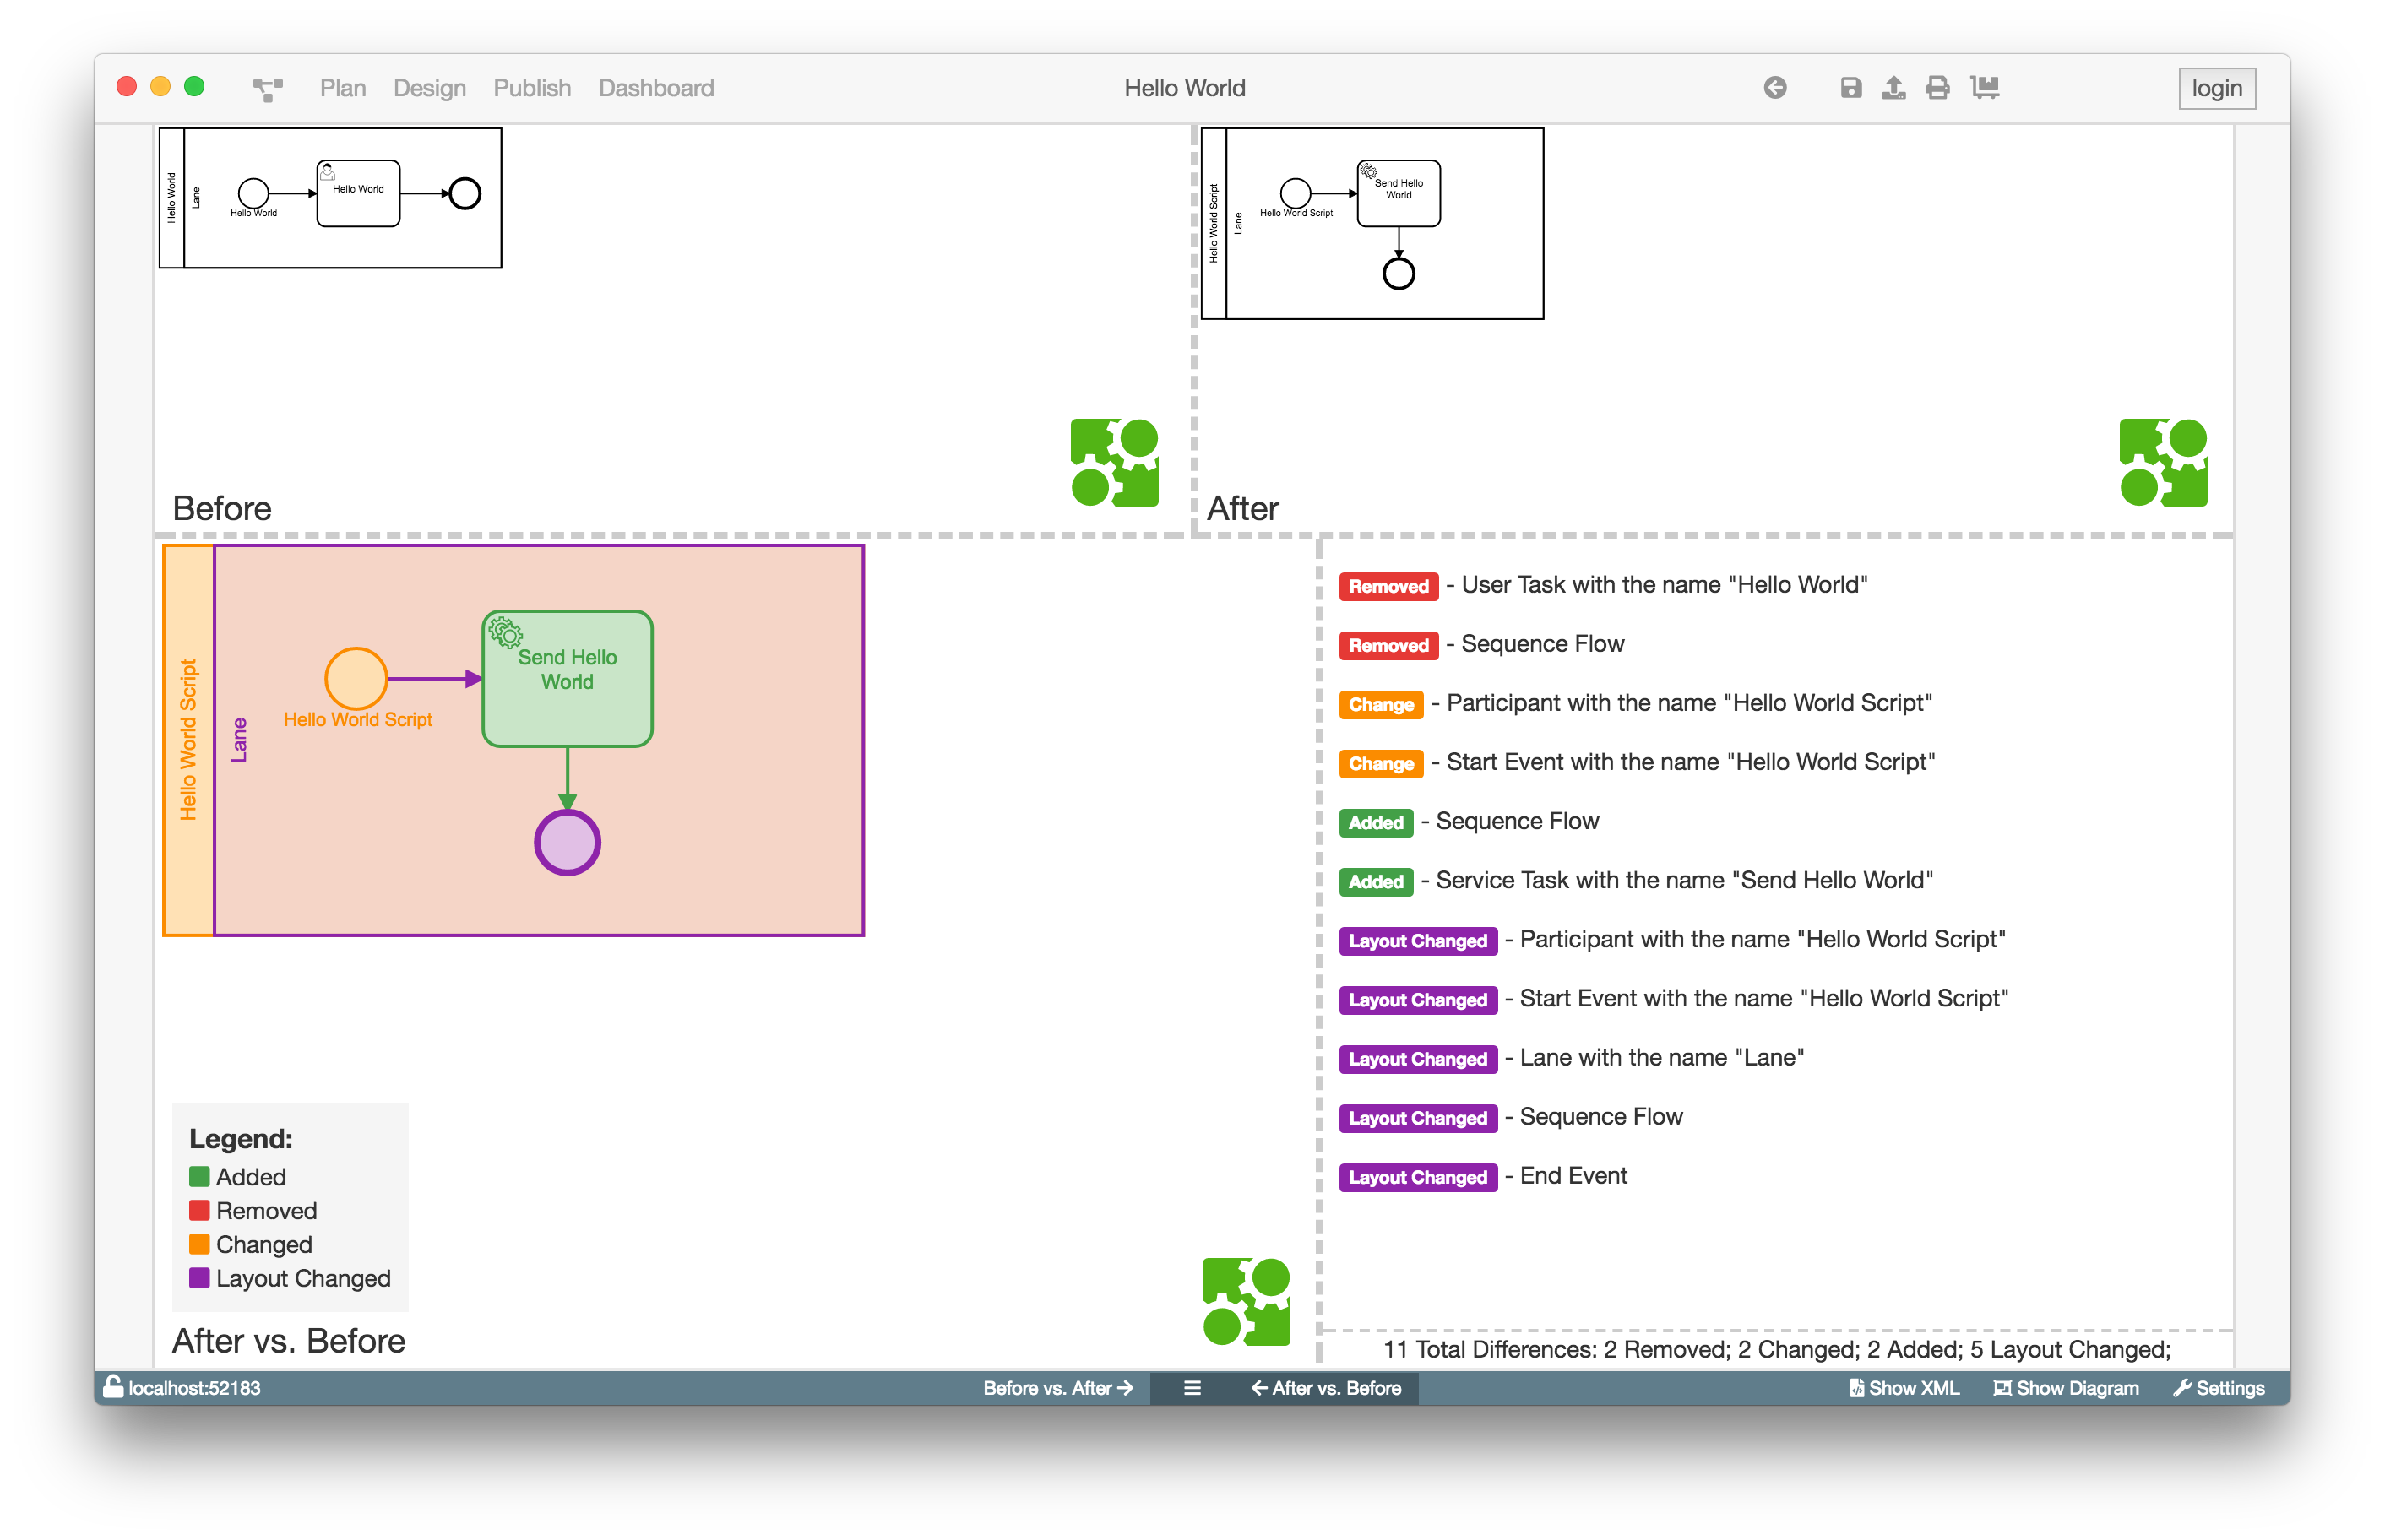 Plan Design Publish Dashboard
Hello World
login
Hello World
Lane
Hello World
Hello World
Before
Hello World Script
Lane
Hello World Script
Send Hello
World
After
Hello World Script
Lane
Hello World Script
Send Hello
World
Legend:
Added
Removed
Changed
Layout Changed
After vs. Before
Removed - User Task with the name "Hello World"
Removed - Sequence Flow
Change - Participant with the name "Hello World Script"
Change - Start Event with the name "Hello World Script"
Added - Sequence Flow
Added - Service Task with the name "Send Hello World"
Layout Changed - Participant with the name "Hello World Script"
Layout Changed - Start Event with the name "Hello World Script"
Layout Changed - Lane with the name "Lane"
Layout Changed - Sequence Flow
Layout Changed - End Event
11 Total Differences: 2 Removed; 2 Changed; 2 Added; 5 Layout Changed;
localhost:52183
Before vs. After
After vs. Before
Show XML
Show Diagram
Settings